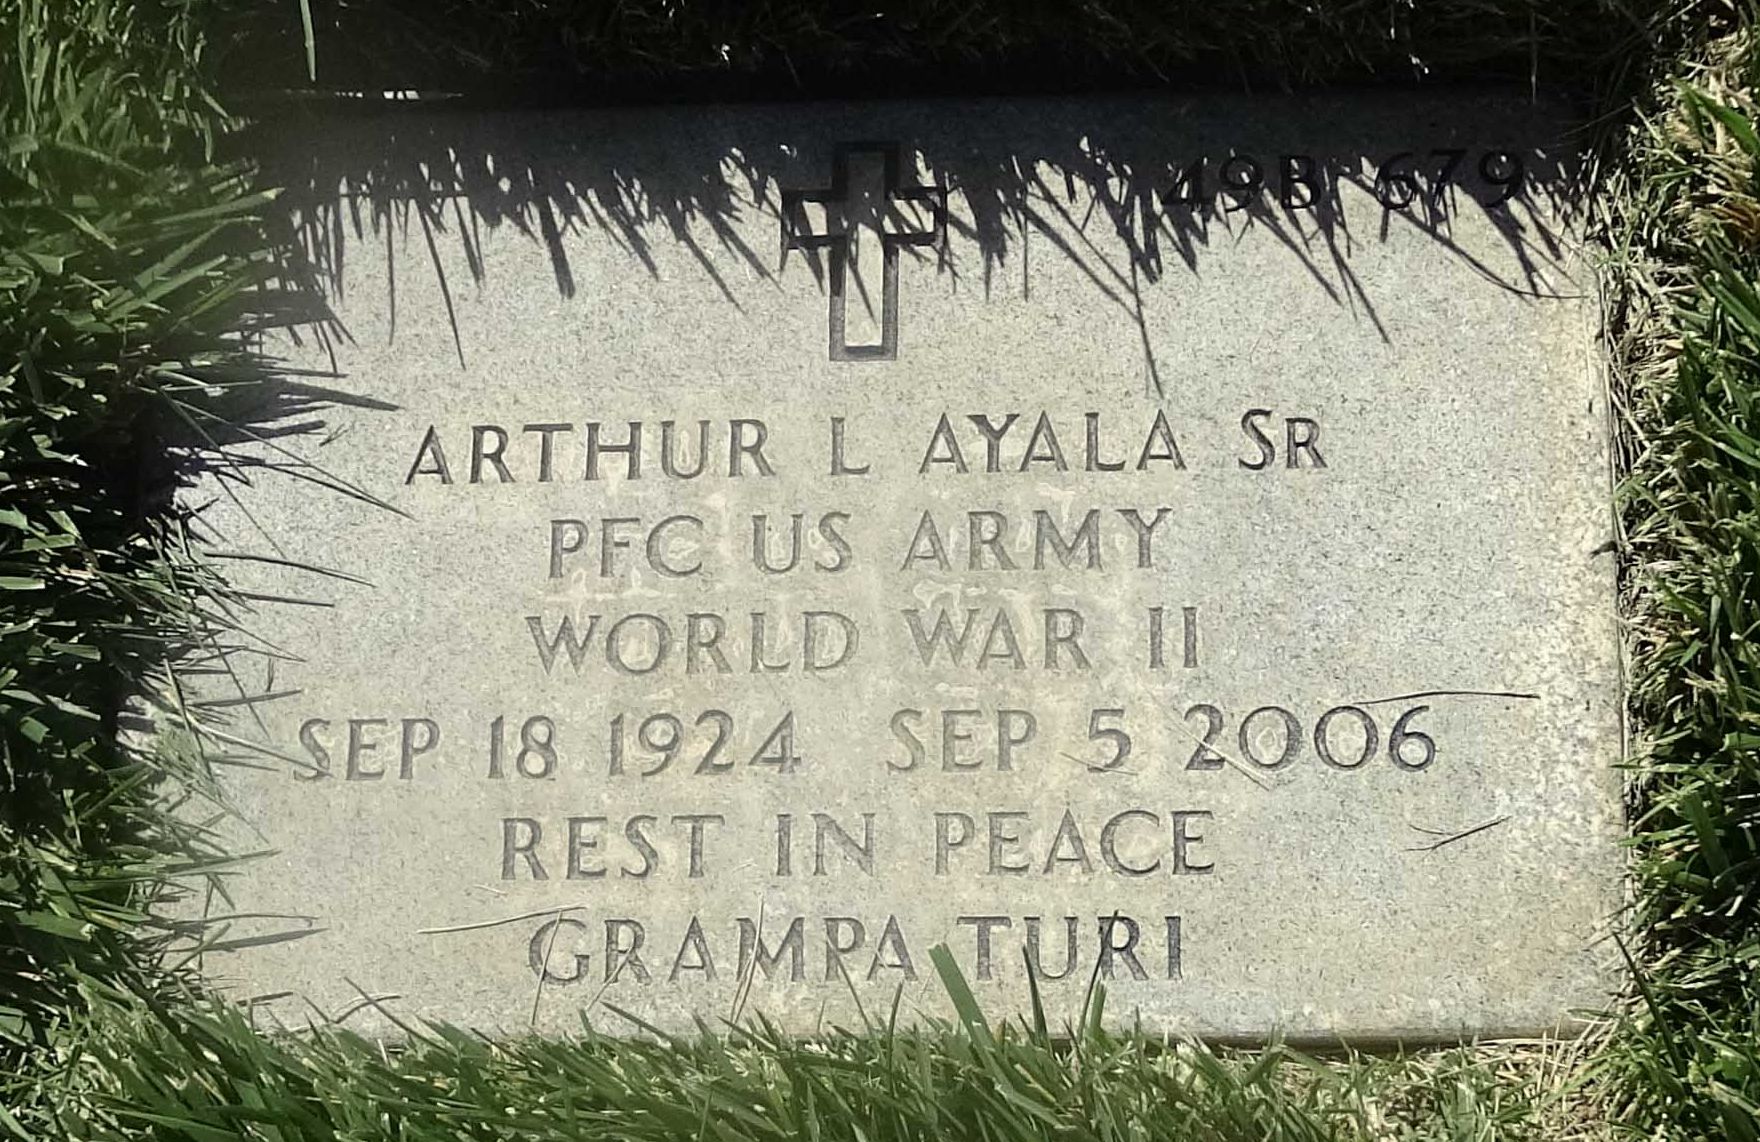 49B 679
ARTHUR L AYALA SR
PFC US ARMY
WORLD WAR II
SEP 18 1924 SEP 5 2006
REST IN PEACE
GRAMPA TURI